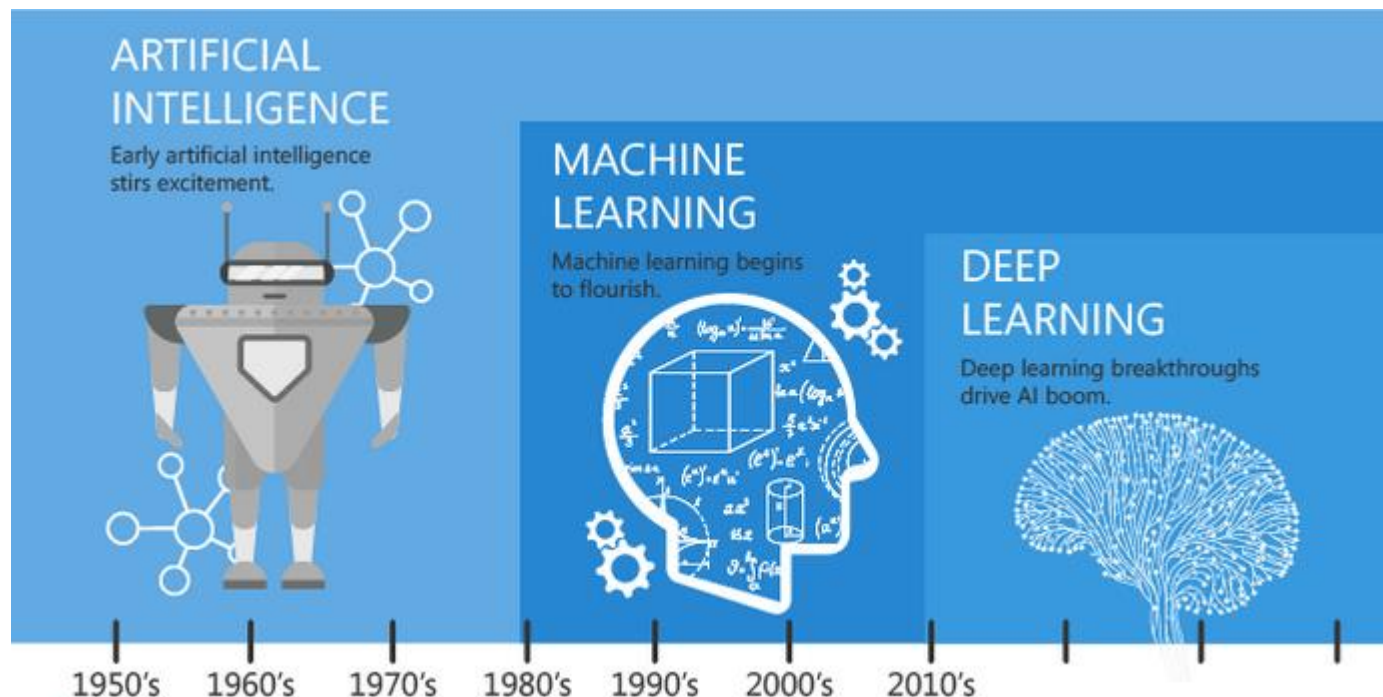 ARTIFICIAL
INTELLIGENCE
Early artificial intelligence
stirs excitement.
MACHINE
LEARNING
Machine learning begins
to flourish.
DEEP
LEARNING
Deep learning breakthroughs
drive AI boom.
1950's 1960's 1970's 1980's 1990's 2000's 2010's